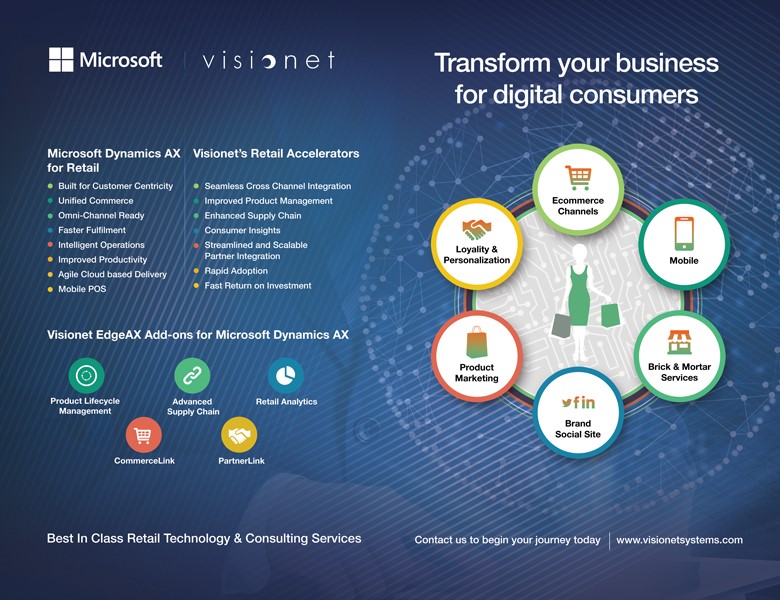 Microsoft
visionet
Transform your business
for digital consumers
Microsoft Dynamics AX
for Retail
Built for Customer Centricity
Unified Commerce
Omni-Channel Ready
Faster Fulfilment
Intelligent Operations
Improved Productivity
Agile Cloud based Delivery
Mobile POS
Visionet's Retail Accelerators
Seamless Cross Channel Integration
Improved Product Management
Enhanced Supply Chain
Consumer Insights
Streamlined and Scalable
Partner Integration
Rapid Adoption
Fast Return on Investment
Visionet EdgeAX Add-ons for Microsoft Dynamics AX
Product Lifecycle
Management
Advanced
Supply Chain
Retail Analytics
CommerceLink
PartnerLink
Ecommerce
Channels
Mobile
Brick & Mortar
Services
Brand
Social Site
Product
Marketing
Loyalty &
Personalization
Best In Class Retail Technology & Consulting Services
Contact us to begin your journey today
www.visionetsystems.com